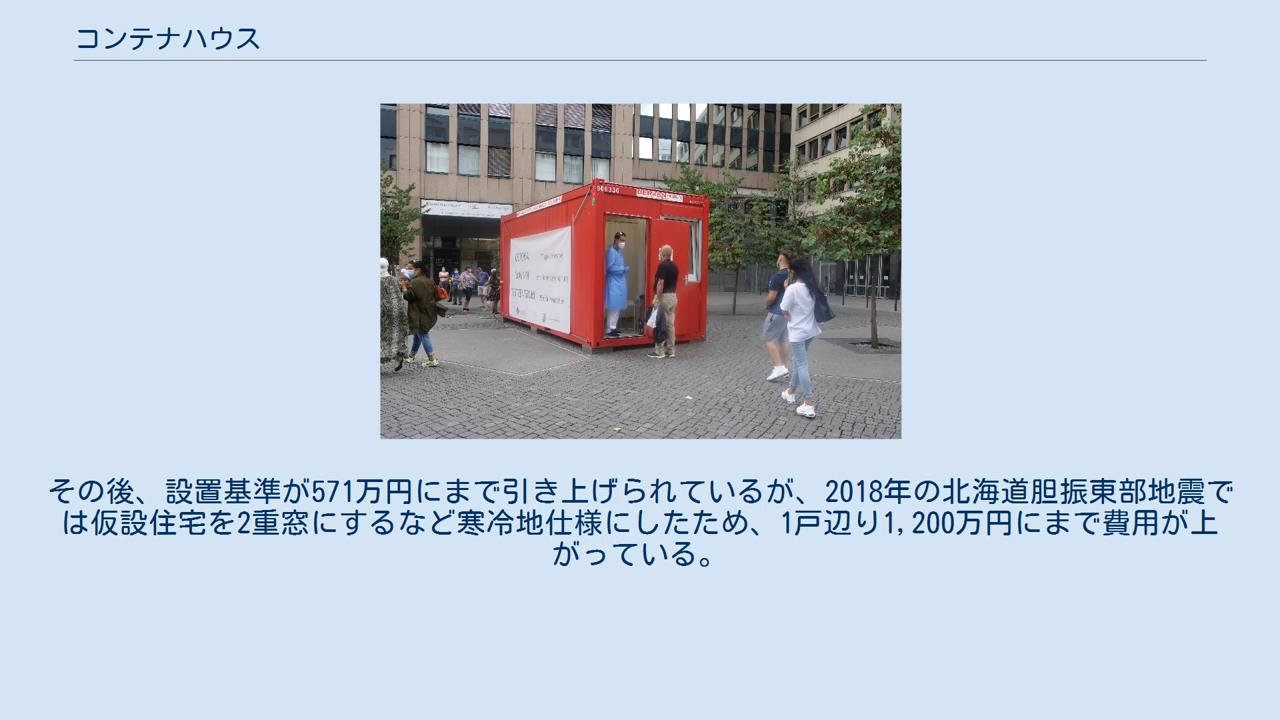 コンテナハウス
906330
その後、設置基準が571万円にまで引き上げられているが、2018年の北海道胆振東部地震で
は仮設住宅を2重窓にするなど寒冷地仕様にしたため、1戸辺り1,200万円にまで費用が上
がっている。